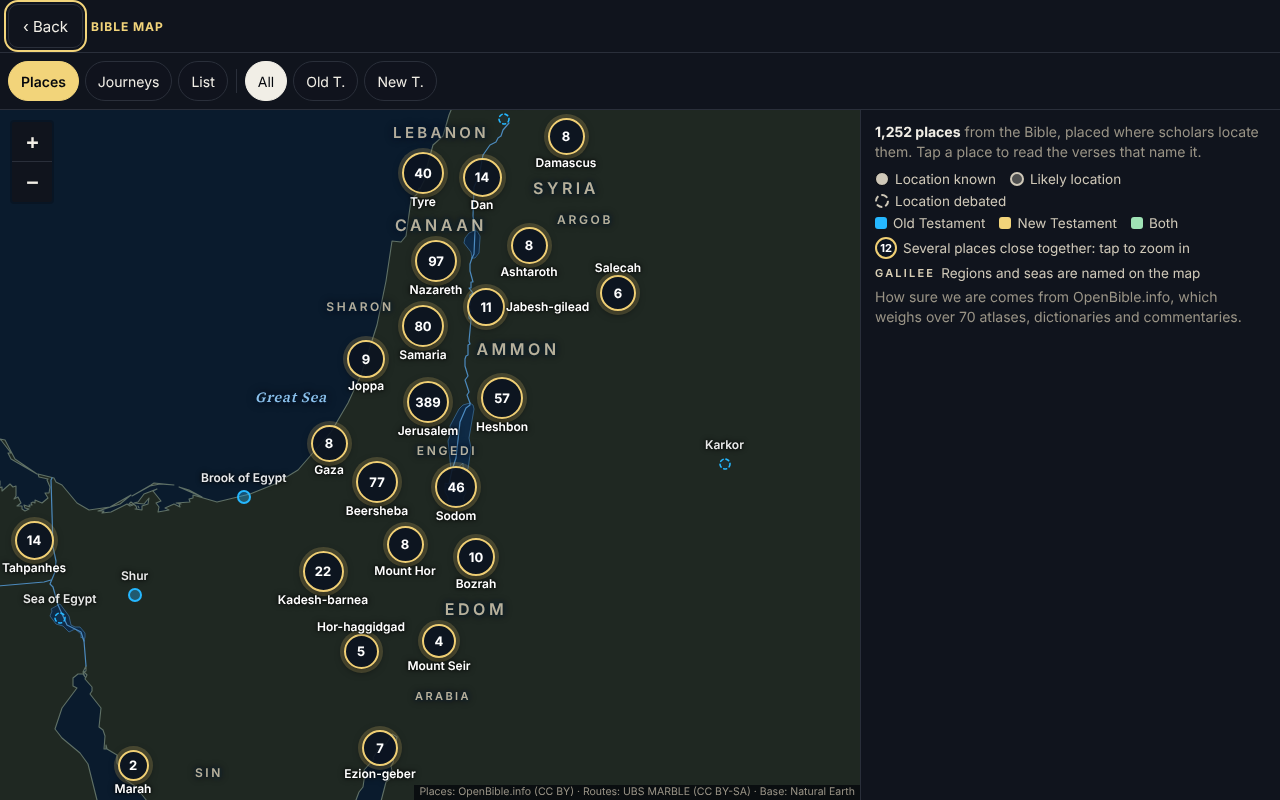 ‹ Back BIBLE MAP
Places Journeys List All Old T. New T.
+
−
LEBANON
8
Damascus
40
Tyre
14
Dan
SYRIA
CANAAN
ARGOB
97
Nazareth
8
Ashtaroth
Salecah
6
SHARON
11 Jabesh-gilead
80
Samaria
AMMON
9
Joppa
Great Sea
389
Jerusalem
57
Heshbon
8
Gaza
ENGEDI
Karkor
Brook of Egypt
77
Beersheba
46
Sodom
14
Tahpanhes
8
Mount Hor
10
Bozrah
Shur
22
Kadesh-barnea
Sea of Egypt
EDOM
Hor-haggidgad
5
4
Mount Seir
ARABIA
7
Ezion-geber
2
Marah
SIN
Places: OpenBible.info (CC BY) · Routes: UBS MARBLE (CC BY-SA) · Base: Natural Earth
1,252 places from the Bible, placed where scholars locate
them. Tap a place to read the verses that name it.
Location known Likely location
Location debated
Old Testament New Testament Both
12 Several places close together: tap to zoom in
GALILEE Regions and seas are named on the map
How sure we are comes from OpenBible.info, which
weighs over 70 atlases, dictionaries and commentaries.